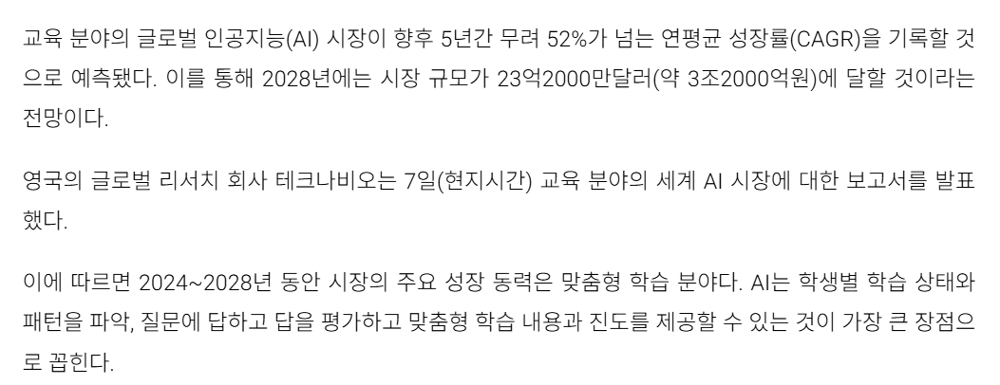 교육 분야의 글로벌 인공지능(AI) 시장이 향후 5년간 무려 52%가 넘는 연평균 성장률(CAGR)을 기록할 것
으로 예측됐다. 이를 통해 2028년에는 시장 규모가 23억2000만달러(약 3조2000억원)에 달할 것이라는
전망이다.
영국의 글로벌 리서치 회사 테크나비오는 7일(현지시간) 교육 분야의 세계 AI 시장에 대한 보고서를 발표
했다.
이에 따르면 2024~2028년 동안 시장의 주요 성장 동력은 맞춤형 학습 분야다. AI는 학생별 학습 상태와
패턴을 파악, 질문에 답하고 답을 평가하고 맞춤형 학습 내용과 진도를 제공할 수 있는 것이 가장 큰 장점으
로 꼽힌다.